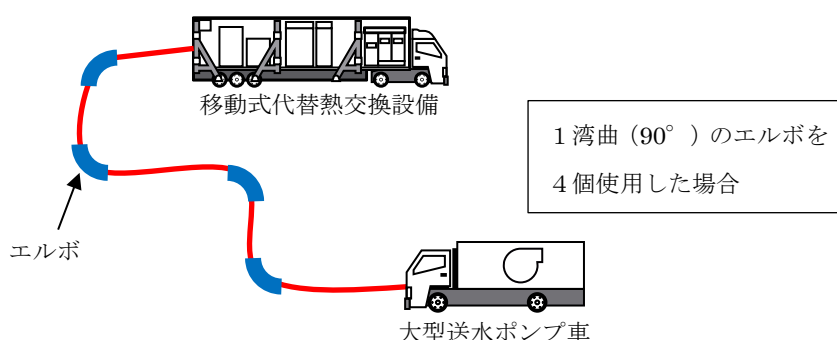 移動式代替熱交換設備
1湾曲（90°）のエルボを
4個使用した場合
エルボ
大型送水ポンプ車